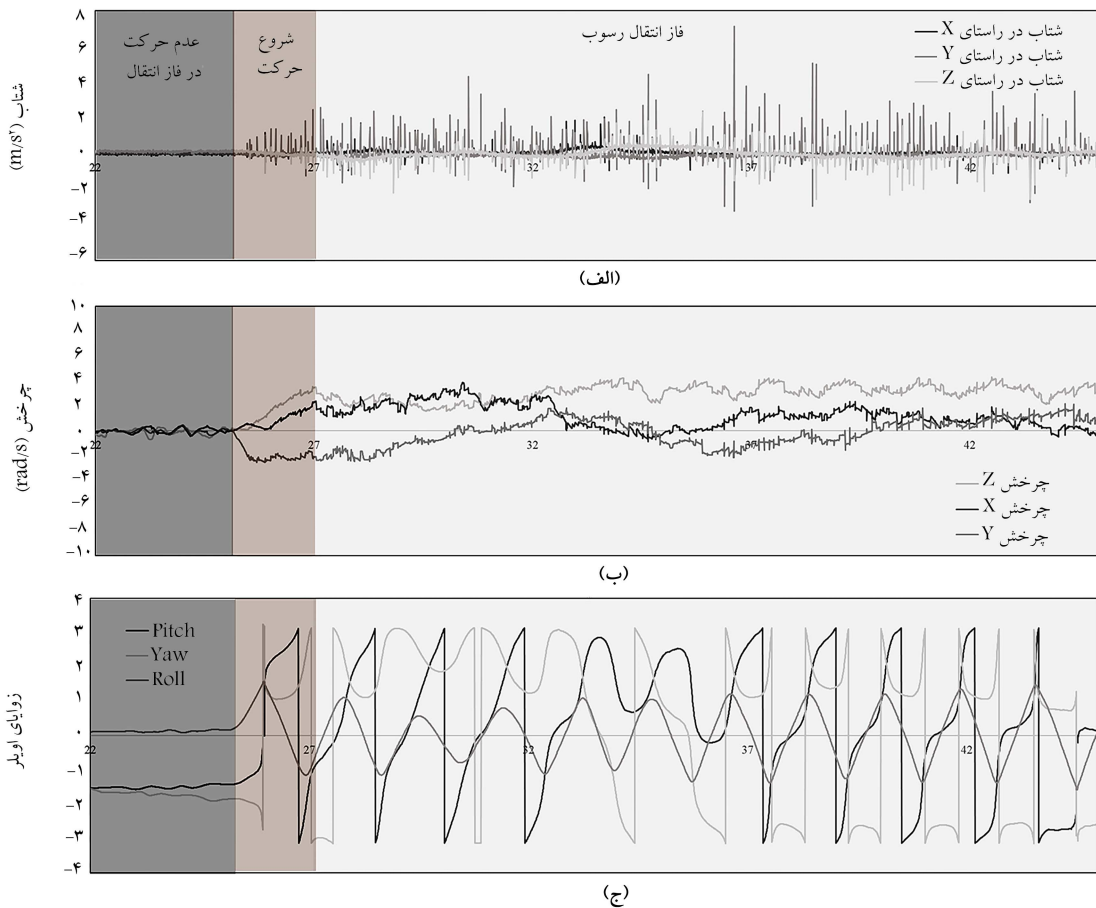 ۸
۶
۴
۲
۰
−۲
−۴
−۶
شتاب (m/s²)
عدم حرکت
در فاز انتقال
شروع
حرکت
فاز انتقال رسوب
شتاب در راستای X
شتاب در راستای Y
شتاب در راستای Z
22 27 32 37 42
(الف)
۱۰
۸
۶
۴
۲
۰
−۲
−۴
−۶
−۸
−۱۰
چرخش (rad/s)
22 27 32 37 42
چرخش Z
چرخش X
چرخش Y
(ب)
۴
۳
۲
۱
۰
−۱
−۲
−۳
−۴
زوایای اویلر
Pitch
Yaw
Roll
22 27 32 37 42
(ج)